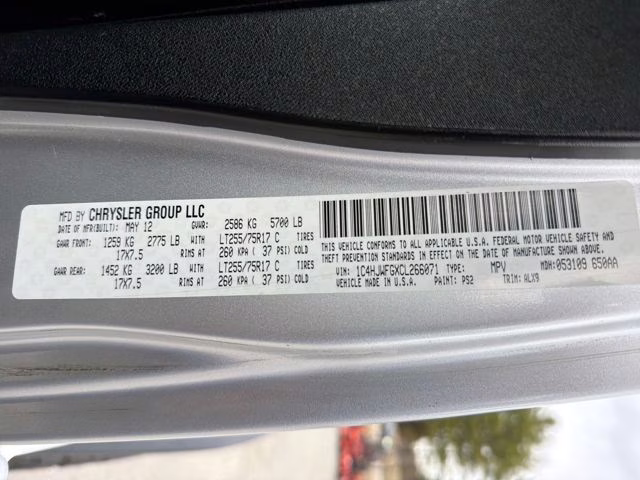 MFD BY CHRYSLER GROUP LLC
DATE OF MFR(BUILT): MAY 12 GVWR: 2586 KG 5700 LB
GAWR FRONT: 1259 KG 2775 LB WITH LT255/75R17 C TIRES
17X7.5 RIMS AT 260 KPA ( 37 PSI) COLD
GAWR REAR: 1452 KG 3200 LB WITH LT255/75R17 C TIRES
17X7.5 RIMS AT 260 KPA ( 37 PSI) COLD
THIS VEHICLE CONFORMS TO ALL APPLICABLE U.S.A. FEDERAL MOTOR VEHICLE SAFETY AND
THEFT PREVENTION STANDARDS IN EFFECT ON THE DATE OF MANUFACTURE SHOWN ABOVE.
VIN: 1C4HJWFGXCL266071 TYPE: MPV MDH: 053109 650AA
VEHICLE MADE IN U.S.A. PAINT: PS2 TRIM: ALX9